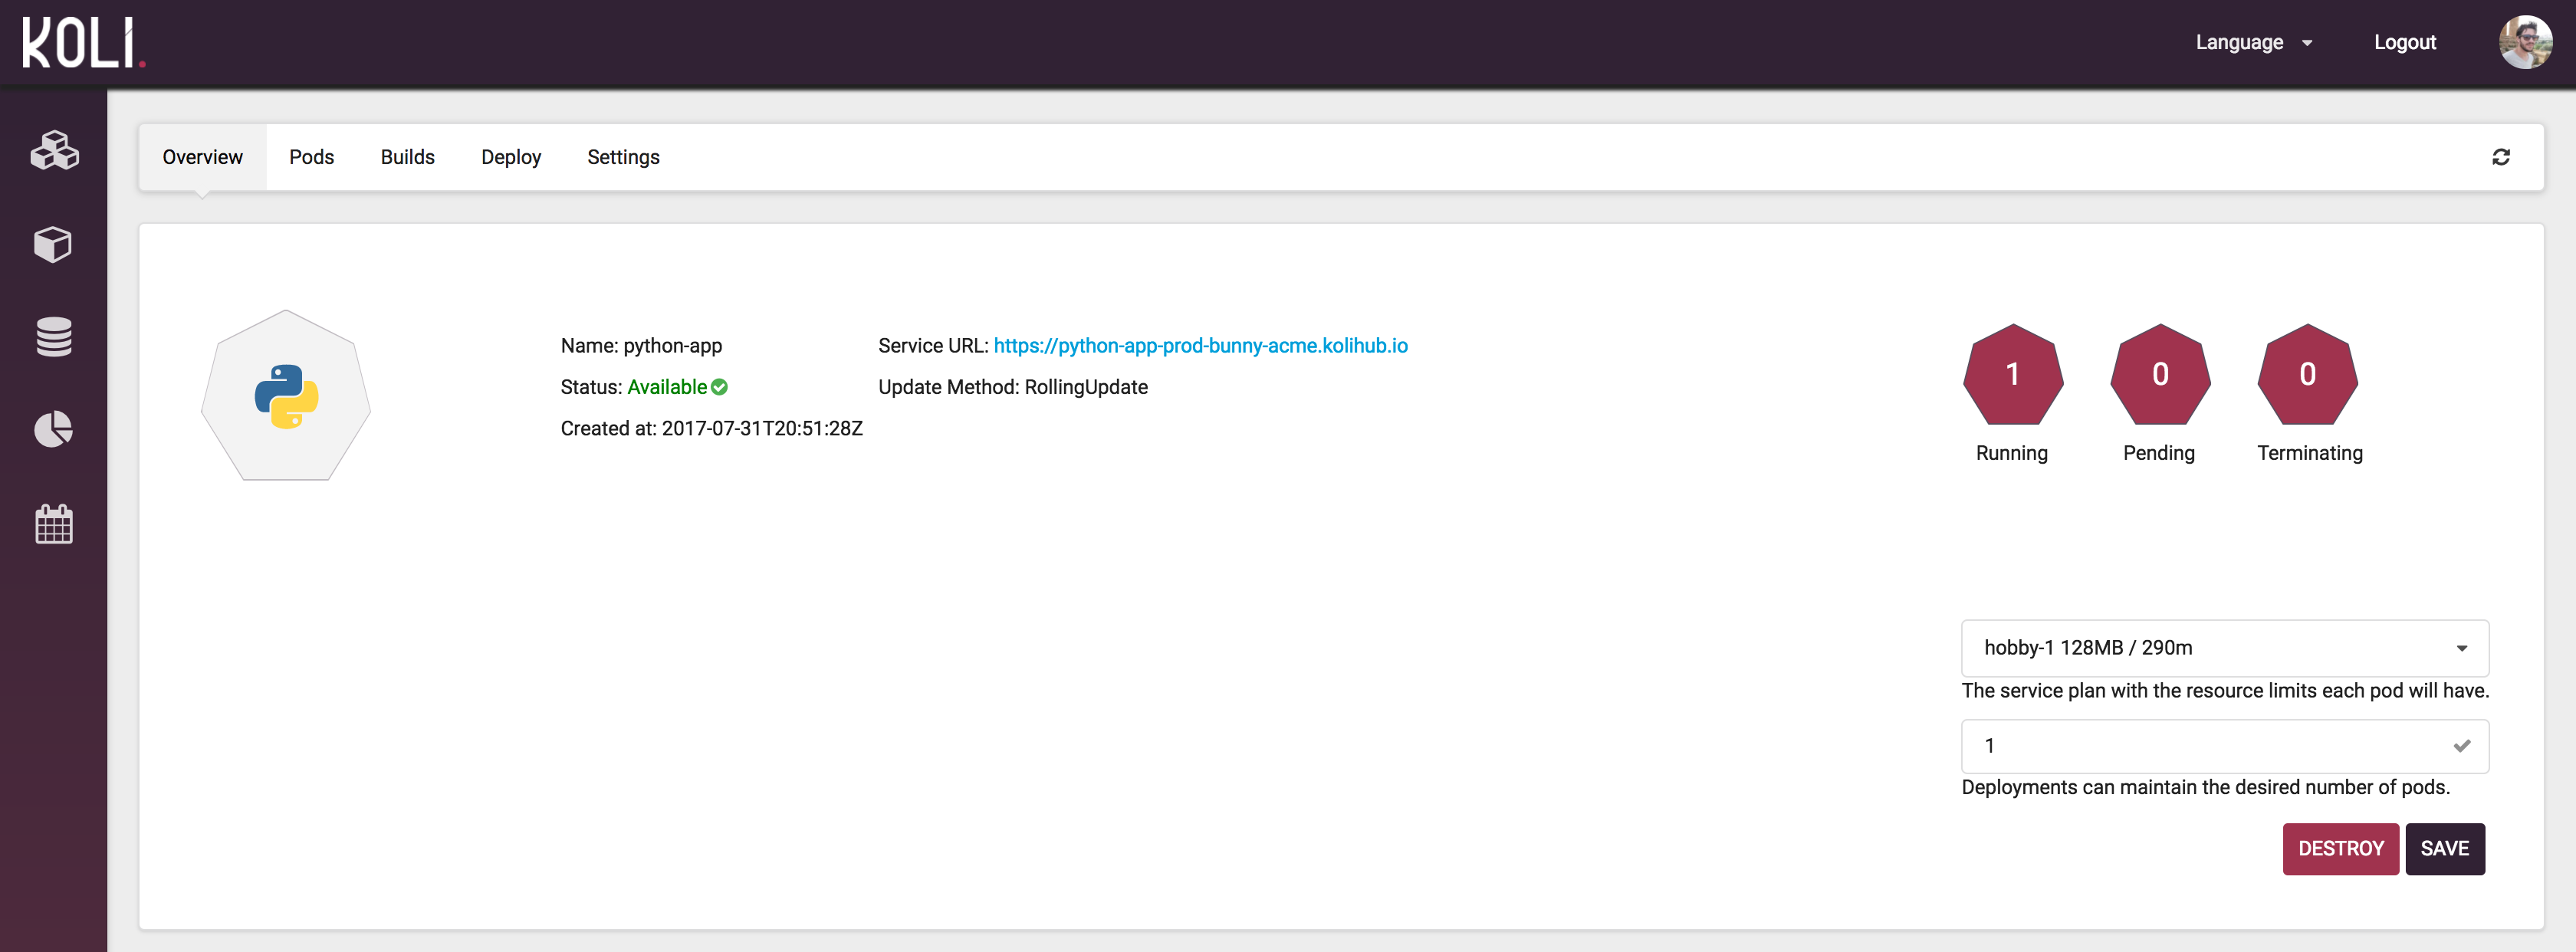 KOLI.
Language
Logout
Overview
Pods
Builds
Deploy
Settings
Name: python-app
Status: Available
Created at: 2017-07-31T20:51:28Z
Service URL: https://python-app-prod-bunny-acme.kolihub.io
Update Method: RollingUpdate
1
Running
0
Pending
0
Terminating
hobby-1 128MB / 290m
The service plan with the resource limits each pod will have.
1
Deployments can maintain the desired number of pods.
DESTROY
SAVE